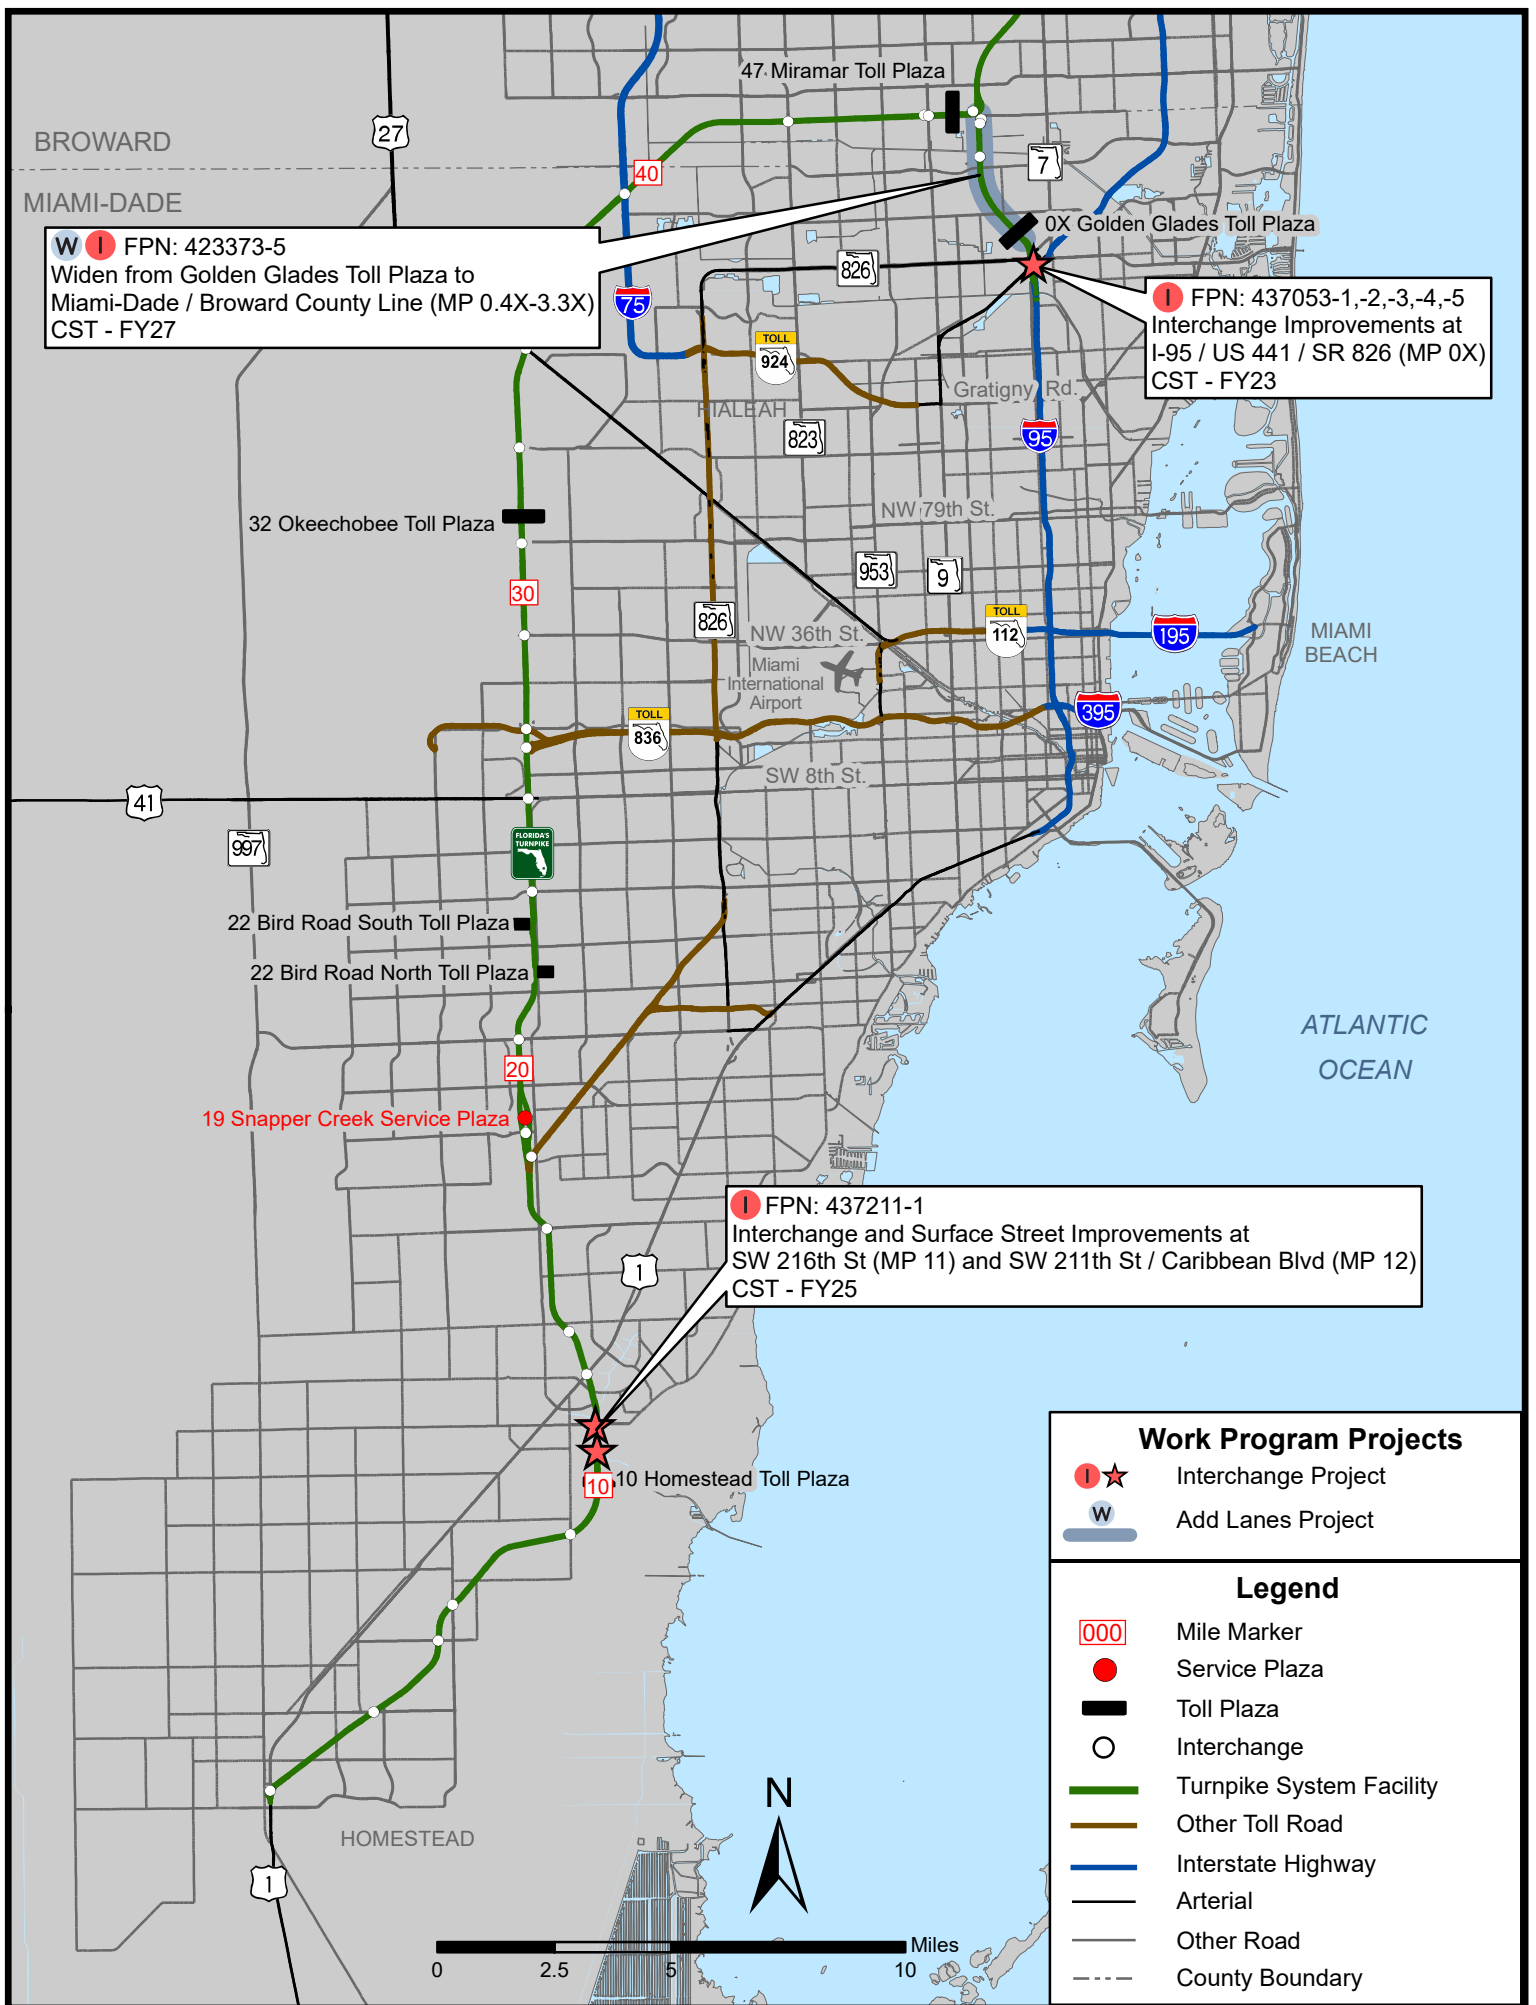 47 Miramar Toll Plaza
BROWARD
27
7
40
MIAMI-DADE
0X Golden Glades Toll Plaza
W I FPN: 423373-5
Widen from Golden Glades Toll Plaza to
Miami-Dade / Broward County Line (MP 0.4X-3.3X)
CST - FY27
826
75
I FPN: 437053-1,-2,-3,-4,-5
Interchange Improvements at
I-95 / US 441 / SR 826 (MP 0X)
CST - FY23
TOLL
924
Gratigny Rd.
HIALEAH
823
95
NW 79th St.
32 Okeechobee Toll Plaza
953
9
30
826
NW 36th St.
TOLL
112
195
MIAMI
BEACH
Miami
International
Airport
395
TOLL
836
SW 8th St.
41
997
FLORIDA'S
TURNPIKE
22 Bird Road South Toll Plaza
22 Bird Road North Toll Plaza
ATLANTIC
OCEAN
20
19 Snapper Creek Service Plaza
I FPN: 437211-1
Interchange and Surface Street Improvements at
SW 216th St (MP 11) and SW 211th St / Caribbean Blvd (MP 12)
CST - FY25
1
10
10 Homestead Toll Plaza
HOMESTEAD
1
N
Miles
0 2.5 5 10
Work Program Projects
I Interchange Project
W Add Lanes Project
Legend
000 Mile Marker
Service Plaza
Toll Plaza
Interchange
Turnpike System Facility
Other Toll Road
Interstate Highway
Arterial
Other Road
County Boundary